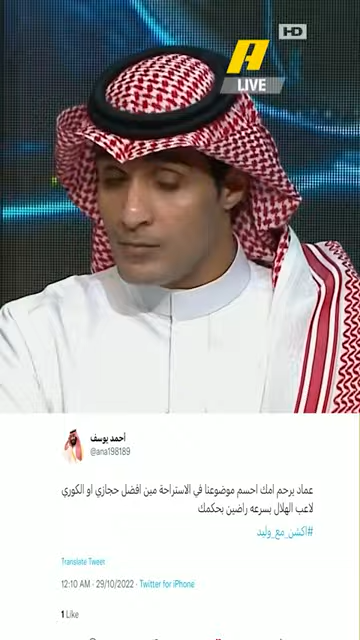 HD
LIVE
أحمد يوسف
@ana198189
عماد يرحم امك احسم موضوعنا في الاستراحة مين افضل حجازي او الكوري
لاعب الهلال بسرعه راضين بحكمك
#اكشن_مع_وليد
Translate Tweet
12:10 AM · 29/10/2022 · Twitter for iPhone
1 Like